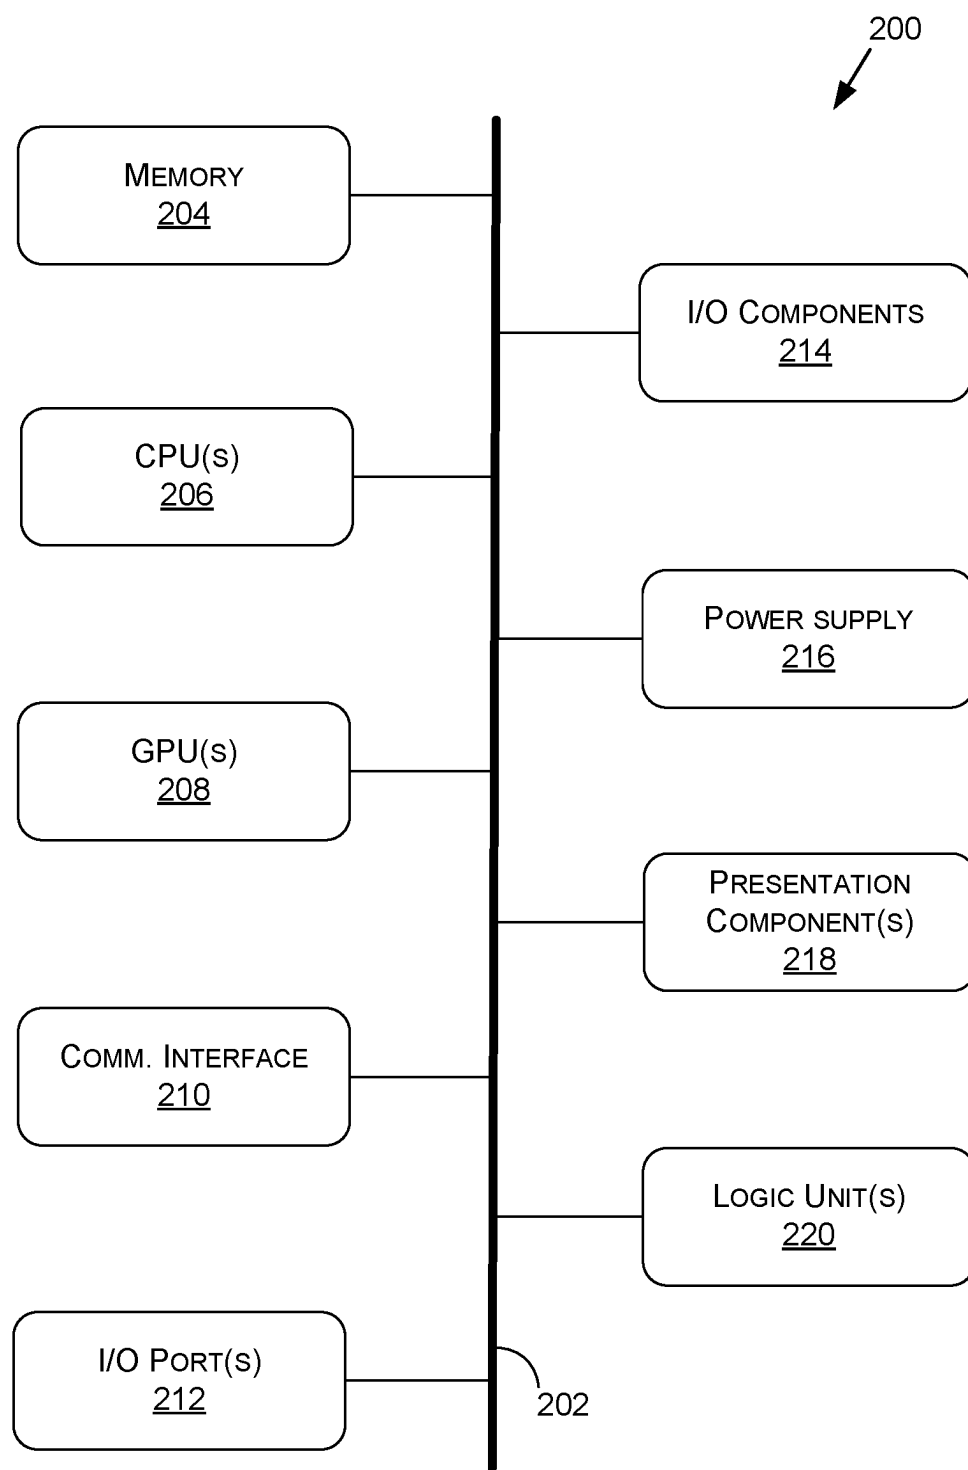 200
MEMORY
204
I/O COMPONENTS
214
CPU(S)
206
POWER SUPPLY
216
GPU(S)
208
PRESENTATION
COMPONENT(S)
218
COMM. INTERFACE
210
LOGIC UNIT(S)
220
I/O PORT(S)
212
202